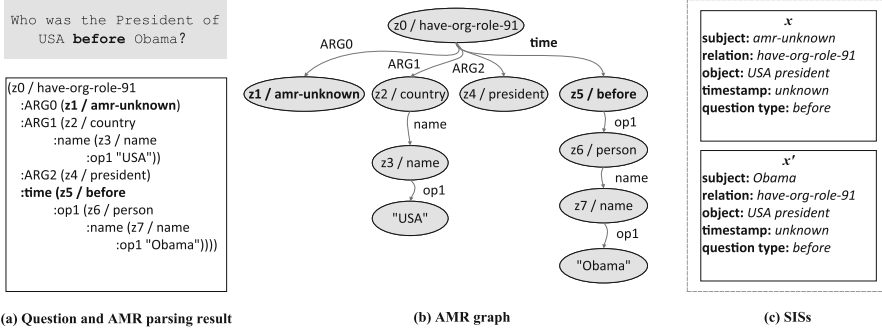 Who was the President of
USA before Obama?
(z0 / have-org-role-91
:ARG0 (z1 / amr-unknown)
:ARG1 (z2 / country
:name (z3 / name
:op1 "USA"))
:ARG2 (z4 / president)
:time (z5 / before
:op1 (z6 / person
:name (z7 / name
:op1 "Obama"))))
(a) Question and AMR parsing result
z0 / have-org-role-91
ARG0
ARG1
ARG2
time
z1 / amr-unknown
z2 / country
z4 / president
z5 / before
name
op1
z6 / person
z3 / name
name
op1
z7 / name
"USA"
op1
"Obama"
(b) AMR graph
x
subject: amr-unknown
relation: have-org-role-91
object: USA president
timestamp: unknown
question type: before
x'
subject: Obama
relation: have-org-role-91
object: USA president
timestamp: unknown
question type: before
(c) SISs